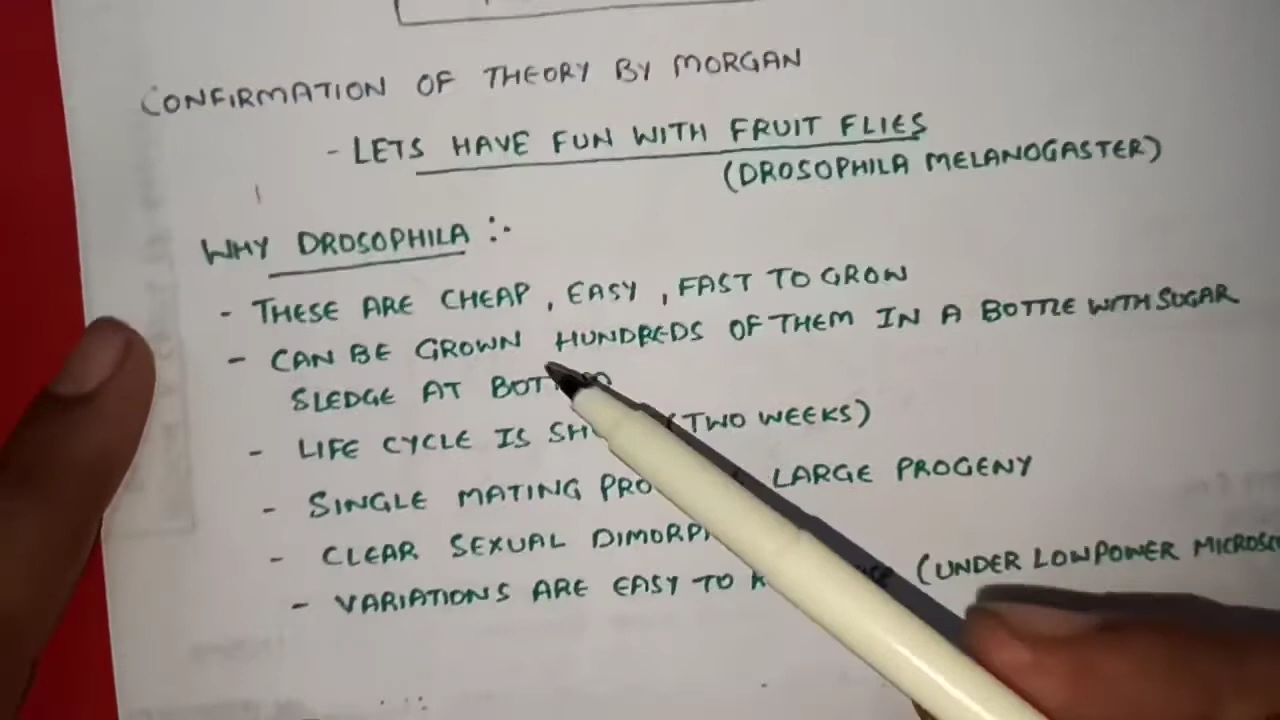 CONFIRMATION OF THEORY BY MORGAN
- LETS HAVE FUN WITH FRUIT FLIES
(DROSOPHILA MELANOGASTER)
WHY DROSOPHILA :-
- THESE ARE CHEAP, EASY, FAST TO GROW
- CAN BE GROWN HUNDREDS OF THEM IN A BOTTLE WITH SUGAR
SLEDGE AT
- LIFE CYCLE IS (TWO WEEKS)
- SINGLE MATING LARGE PROGENY
- CLEAR SEXUAL
- VARIATIONS ARE EASY TO (UNDER LOW POWER